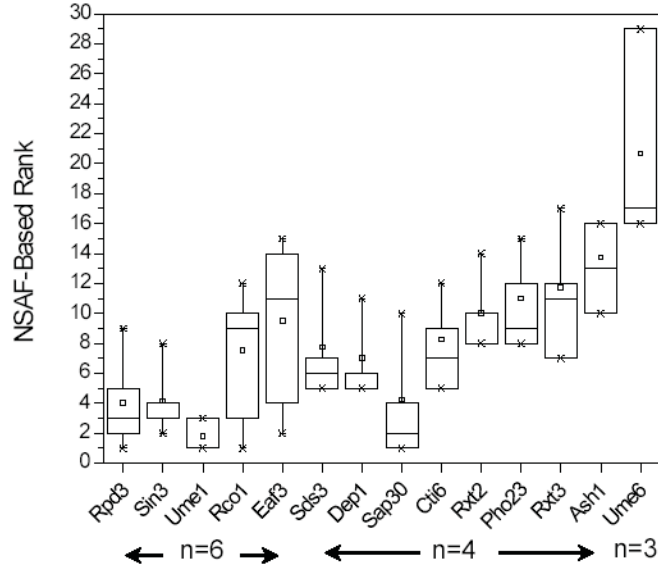 30
28
26
24
22
20
18
16
14
12
10
8
6
4
2
0
NSAF-Based Rank
Rpd3
Sin3
Ume1
Rco1
Eaf3
Sds3
Dep1
Sap30
Cti6
Rxt2
Pho23
Rxt3
Ash1
Ume6
n=6
n=4
n=3